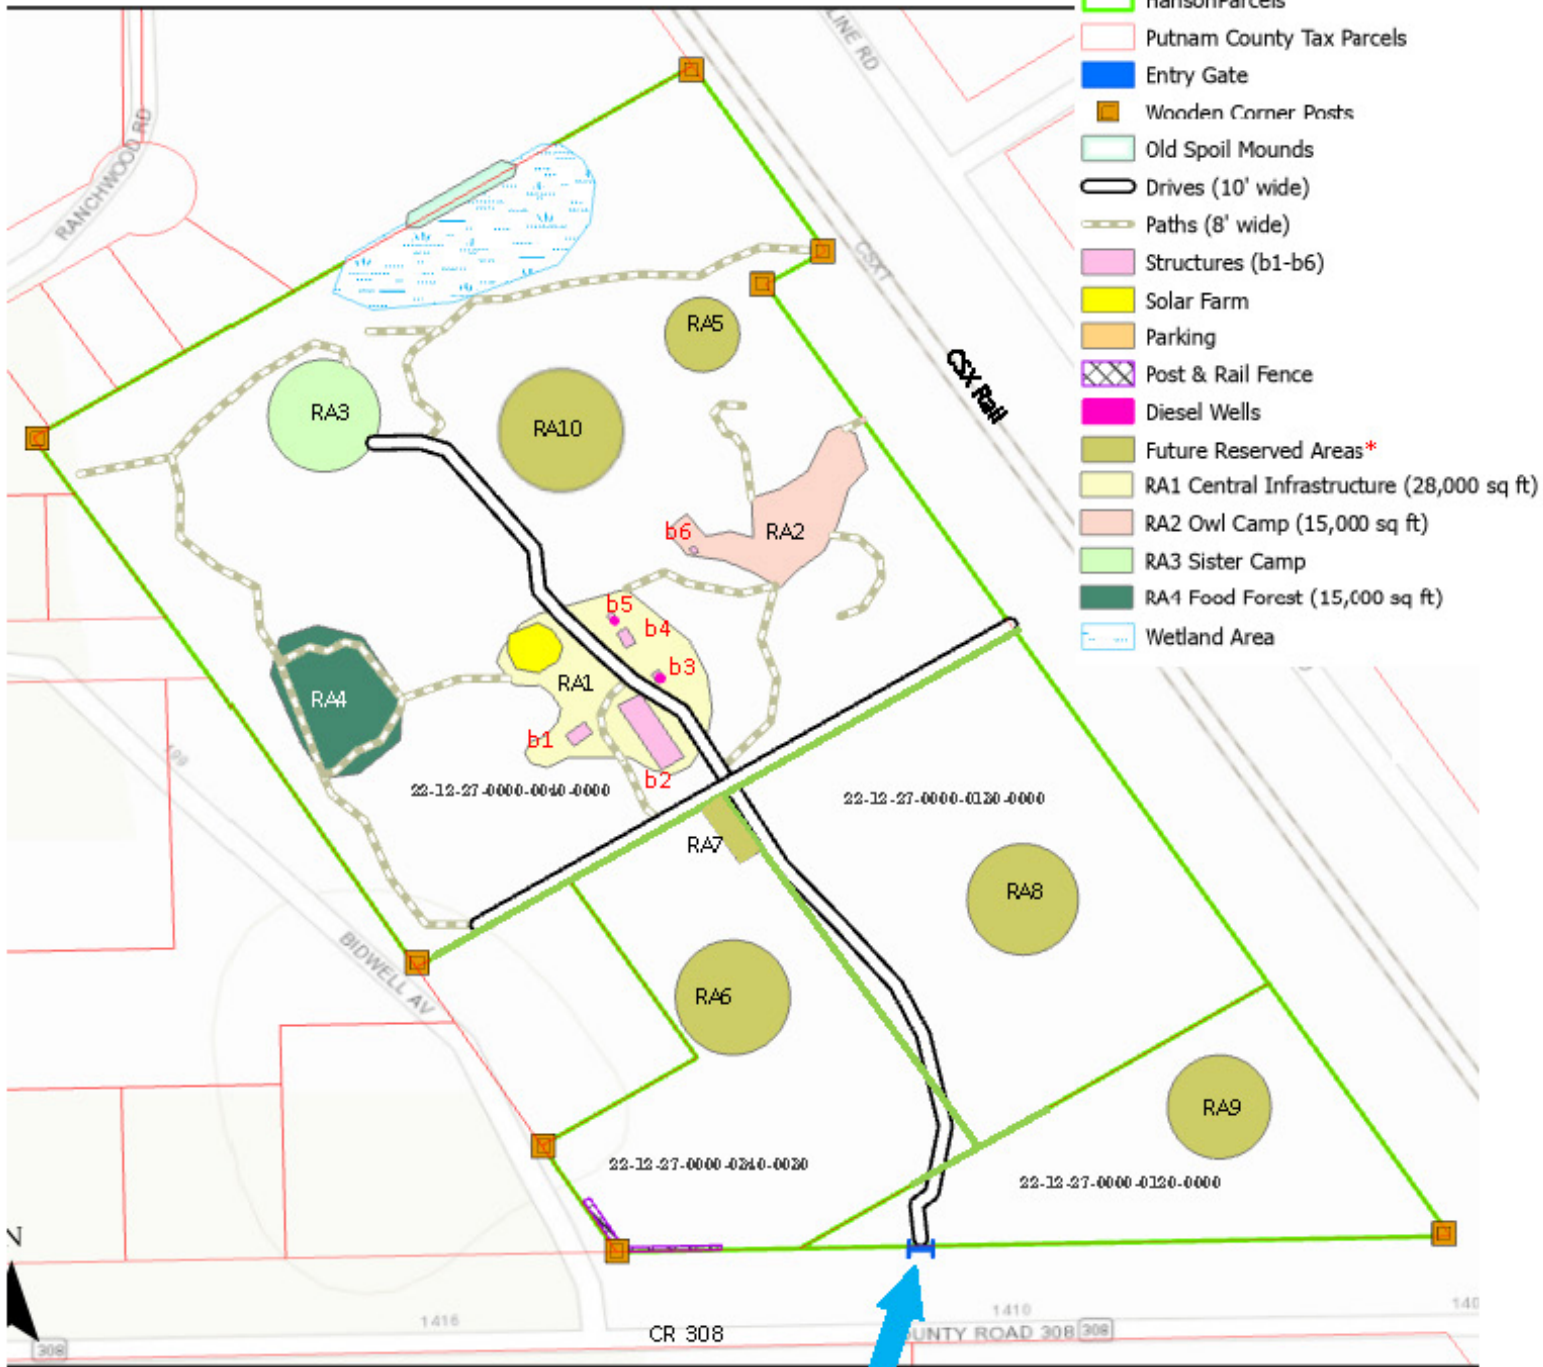 HansonParcels
Putnam County Tax Parcels
Entry Gate
Wooden Corner Posts
Old Spoil Mounds
Drives (10' wide)
Paths (8' wide)
Structures (b1-b6)
Solar Farm
Parking
Post & Rail Fence
Diesel Wells
Future Reserved Areas*
RA1 Central Infrastructure (28,000 sq ft)
RA2 Owl Camp (15,000 sq ft)
RA3 Sister Camp
RA4 Food Forest (15,000 sq ft)
Wetland Area
LINE RD
RANCHWOOD RD
CSXT
CSX Rail
RA5
RA3
RA10
RA2
b6
b5
b4
b3
RA1
RA4
b1
b2
22-12-27-0000-0040-0000
22-12-27-0000-0130-0000
RA7
RA8
BIDWELL AV
RA6
RA9
22-12-27-0000-0240-0020
22-12-27-0000-0120-0000
N
1416
1410
140
308
CR 308
OUNTY ROAD 308
308